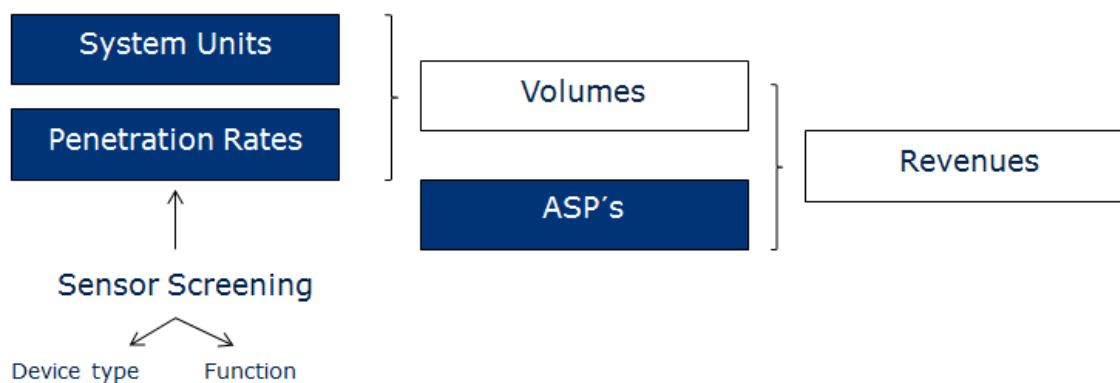 System Units
Penetration Rates
Volumes
ASP´s
Revenues
Sensor Screening
Device type
Function